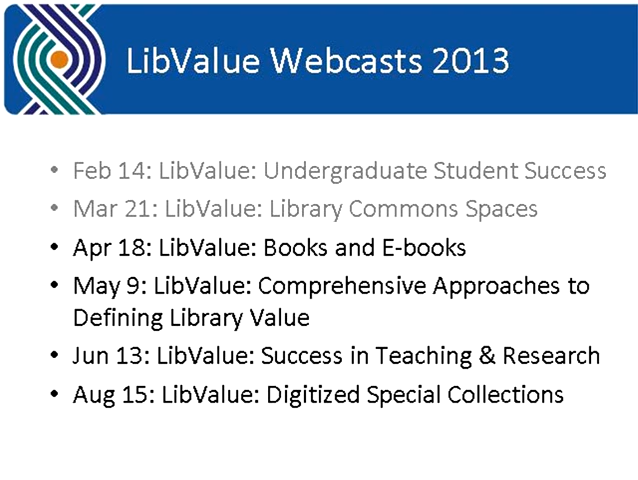 LibValue Webcasts 2013
• Feb 14: LibValue: Undergraduate Student Success
• Mar 21: LibValue: Library Commons Spaces
• Apr 18: LibValue: Books and E-books
• May 9: LibValue: Comprehensive Approaches to
Defining Library Value
• Jun 13: LibValue: Success in Teaching & Research
• Aug 15: LibValue: Digitized Special Collections